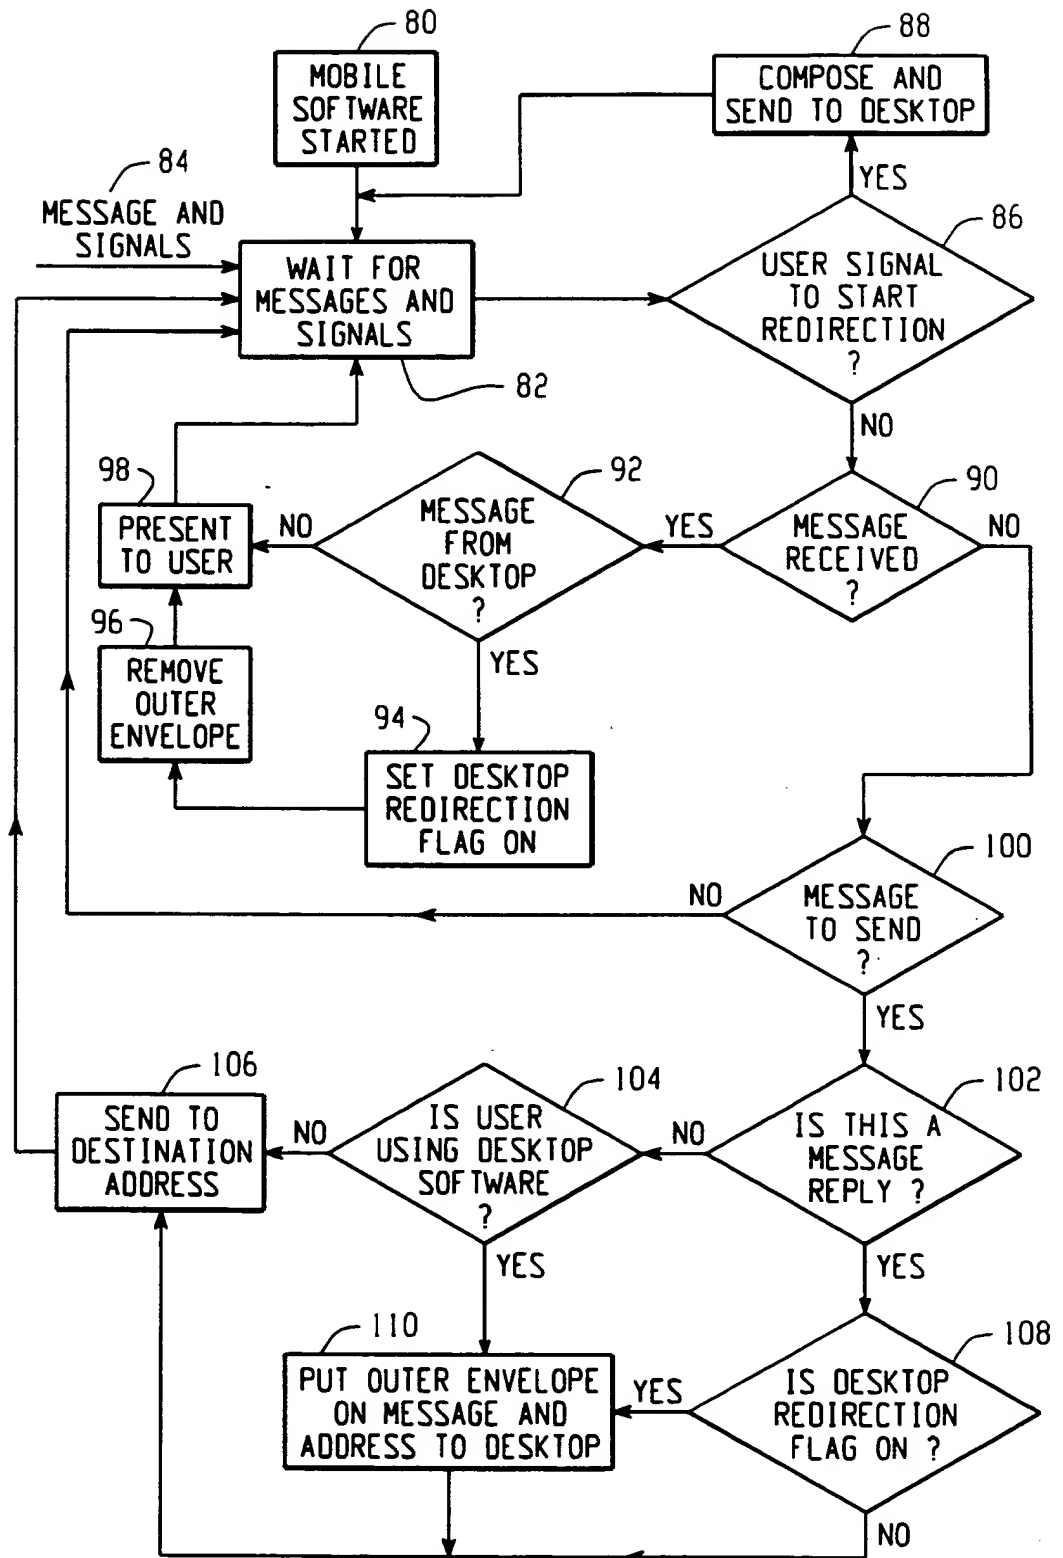 80
MOBILE
SOFTWARE
STARTED
88
COMPOSE AND
SEND TO DESKTOP
84
MESSAGE AND
SIGNALS
YES
86
WAIT FOR
MESSAGES AND
SIGNALS
82
USER SIGNAL
TO START
REDIRECTION
?
NO
98
PRESENT
TO USER
NO
92
MESSAGE
FROM
DESKTOP
?
YES
90
MESSAGE
RECEIVED
?
NO
96
REMOVE
OUTER
ENVELOPE
YES
94
SET DESKTOP
REDIRECTION
FLAG ON
100
NO
MESSAGE
TO SEND
?
YES
106
SEND TO
DESTINATION
ADDRESS
NO
104
IS USER
USING DESKTOP
SOFTWARE
?
NO
102
IS THIS A
MESSAGE
REPLY ?
YES
YES
110
PUT OUTER ENVELOPE
ON MESSAGE AND
ADDRESS TO DESKTOP
YES
108
IS DESKTOP
REDIRECTION
FLAG ON ?
NO